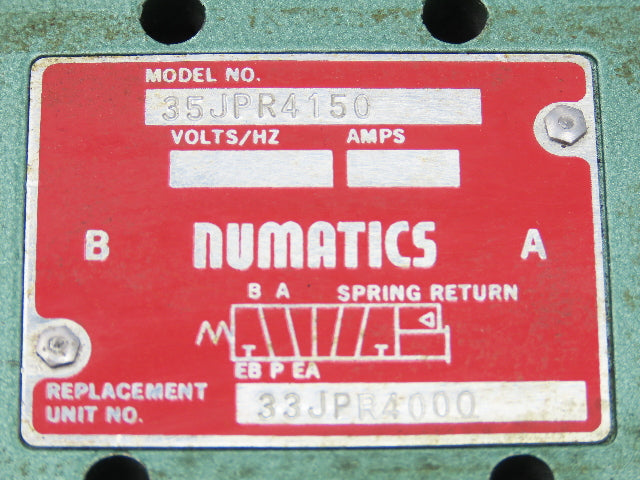 MODEL NO.
35JPR4150
VOLTS/HZ AMPS
B NUMATICS A
B A SPRING RETURN
EB P EA
REPLACEMENT
UNIT NO. 33JPR4000